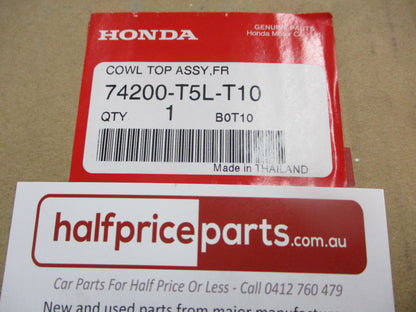 HONDA
GENUINE PARTS
Honda Motor Co
COWL TOP ASSY,FR
74200-T5L-T10
QTY 1 B0T10
Made in THAILAND
halfpriceparts.com.au
Car Parts For Half Price Or Less - Call 0412 760 479
New and used parts from major manufacture